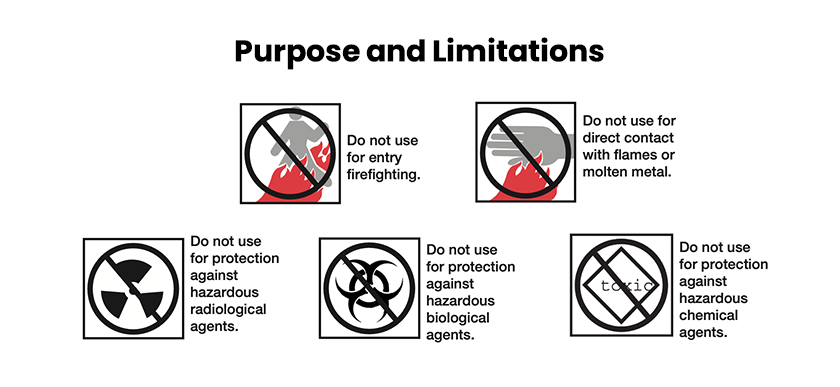 Purpose and Limitations
Do not use
for entry
firefighting.
Do not use for
direct contact
with flames or
molten metal.
Do not use
for protection
against
hazardous
radiological
agents.
Do not use
for protection
against
hazardous
biological
agents.
toxic
Do not use
for protection
against
hazardous
chemical
agents.